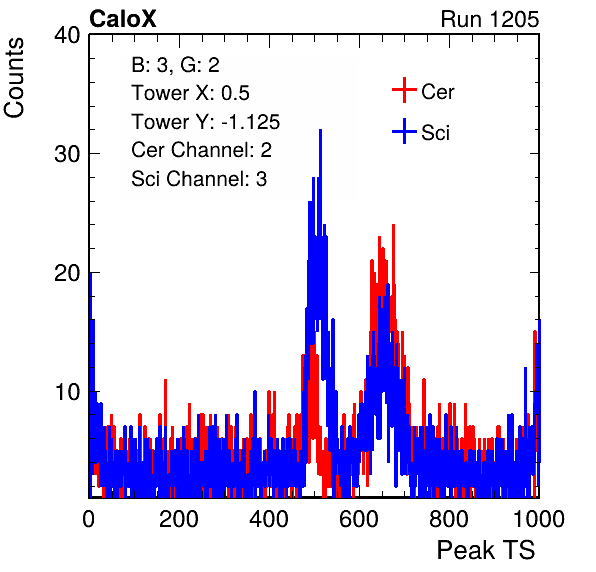 CaloX Run 1205
Counts
40
30
20
10
B: 3, G: 2
Tower X: 0.5
Tower Y: -1.125
Cer Channel: 2
Sci Channel: 3
Cer
Sci
0 200 400 600 800 1000
Peak TS